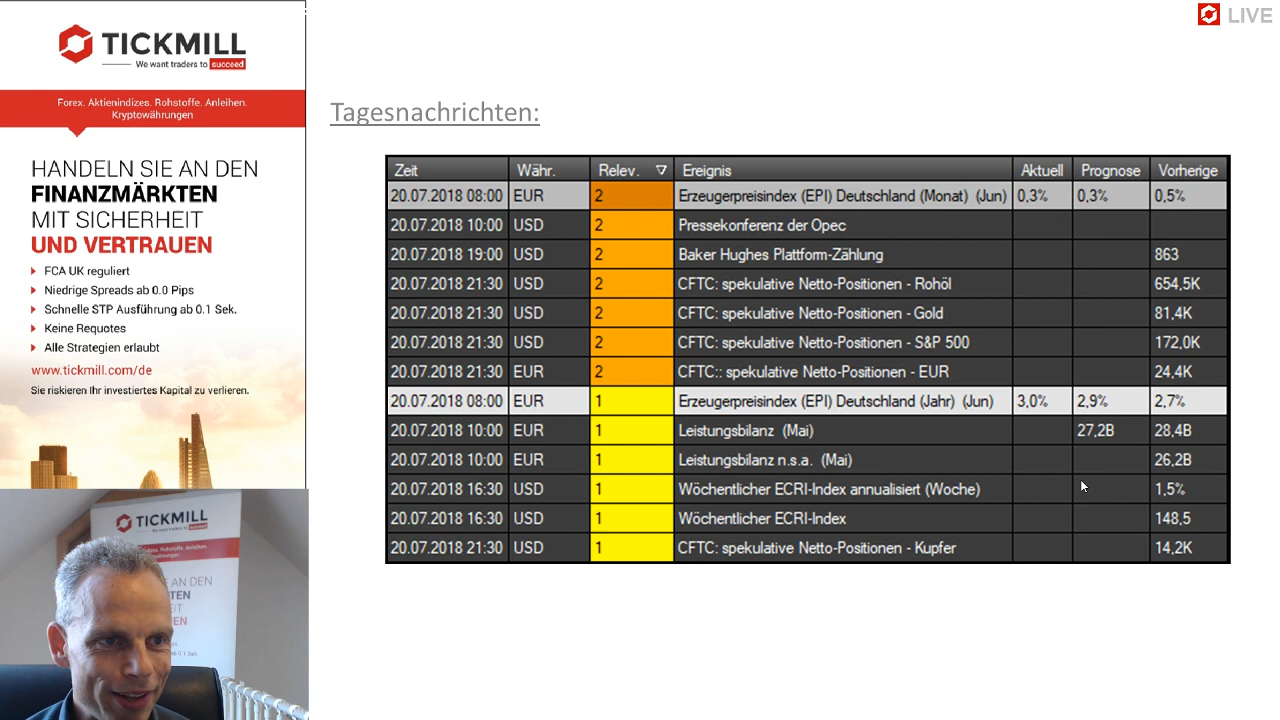 TICKMILL
We want traders to succeed
Forex. Aktienindizes. Rohstoffe. Anleihen.
Kryptowährungen
HANDELN SIE AN DEN
FINANZMÄRKTEN
MIT SICHERHEIT
UND VERTRAUEN
FCA UK reguliert
Niedrige Spreads ab 0.0 Pips
Schnelle STP Ausführung ab 0.1 Sek.
Keine Requotes
Alle Strategien erlaubt
www.tickmill.com/de
Sie riskieren Ihr investiertes Kapital zu verlieren.
LIVE
Tagesnachrichten:
Zeit Währ. Relev. Ereignis Aktuell Prognose Vorherige
20.07.2018 08:00 EUR 2 Erzeugerpreisindex (EPI) Deutschland (Monat) (Jun) 0,3% 0,3% 0,5%
20.07.2018 10:00 USD 2 Pressekonferenz der Opec
20.07.2018 19:00 USD 2 Baker Hughes Plattform-Zählung 863
20.07.2018 21:30 USD 2 CFTC: spekulative Netto-Positionen - Rohöl 654,5K
20.07.2018 21:30 USD 2 CFTC: spekulative Netto-Positionen - Gold 81,4K
20.07.2018 21:30 USD 2 CFTC: spekulative Netto-Positionen - S&P 500 172,0K
20.07.2018 21:30 EUR 2 CFTC:: spekulative Netto-Positionen - EUR 24,4K
20.07.2018 08:00 EUR 1 Erzeugerpreisindex (EPI) Deutschland (Jahr) (Jun) 3,0% 2,9% 2,7%
20.07.2018 10:00 EUR 1 Leistungsbilanz (Mai) 27,2B 28,4B
20.07.2018 10:00 EUR 1 Leistungsbilanz n.s.a. (Mai) 26,2B
20.07.2018 16:30 USD 1 Wöchentlicher ECRI-Index annualisiert (Woche) 1,5%
20.07.2018 16:30 USD 1 Wöchentlicher ECRI-Index 148,5
20.07.2018 21:30 USD 1 CFTC: spekulative Netto-Positionen - Kupfer 14,2K
TICKMILL
We want traders to succeed
Rohstoffe. Anleihen.
SIE AN DEN